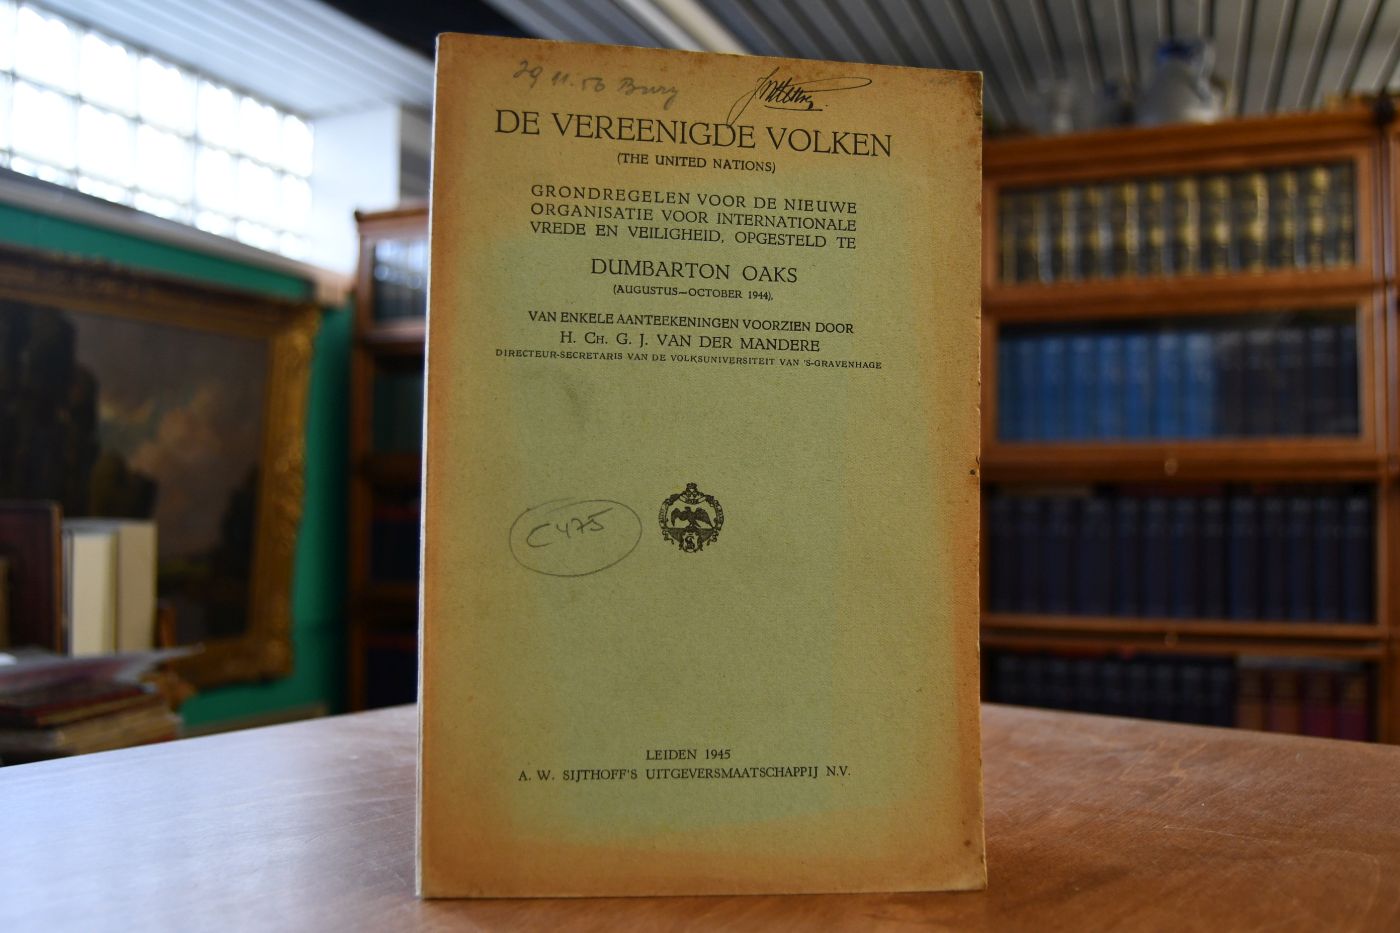 29 11.56 Burg
DE VEREENIGDE VOLKEN
(THE UNITED NATIONS)
GRONDREGELEN VOOR DE NIEUWE
ORGANISATIE VOOR INTERNATIONALE
VREDE EN VEILIGHEID, OPGESTELD TE
DUMBARTON OAKS
(AUGUSTUS—OCTOBER 1944),
VAN ENKELE AANTEEKENINGEN VOORZIEN DOOR
H. CH. G. J. VAN DER MANDERE
DIRECTEUR-SECRETARIS VAN DE VOLKSUNIVERSITEIT VAN 'S-GRAVENHAGE
C475
LEIDEN 1945
A. W. SIJTHOFF'S UITGEVERSMAATSCHAPPIJ N.V.